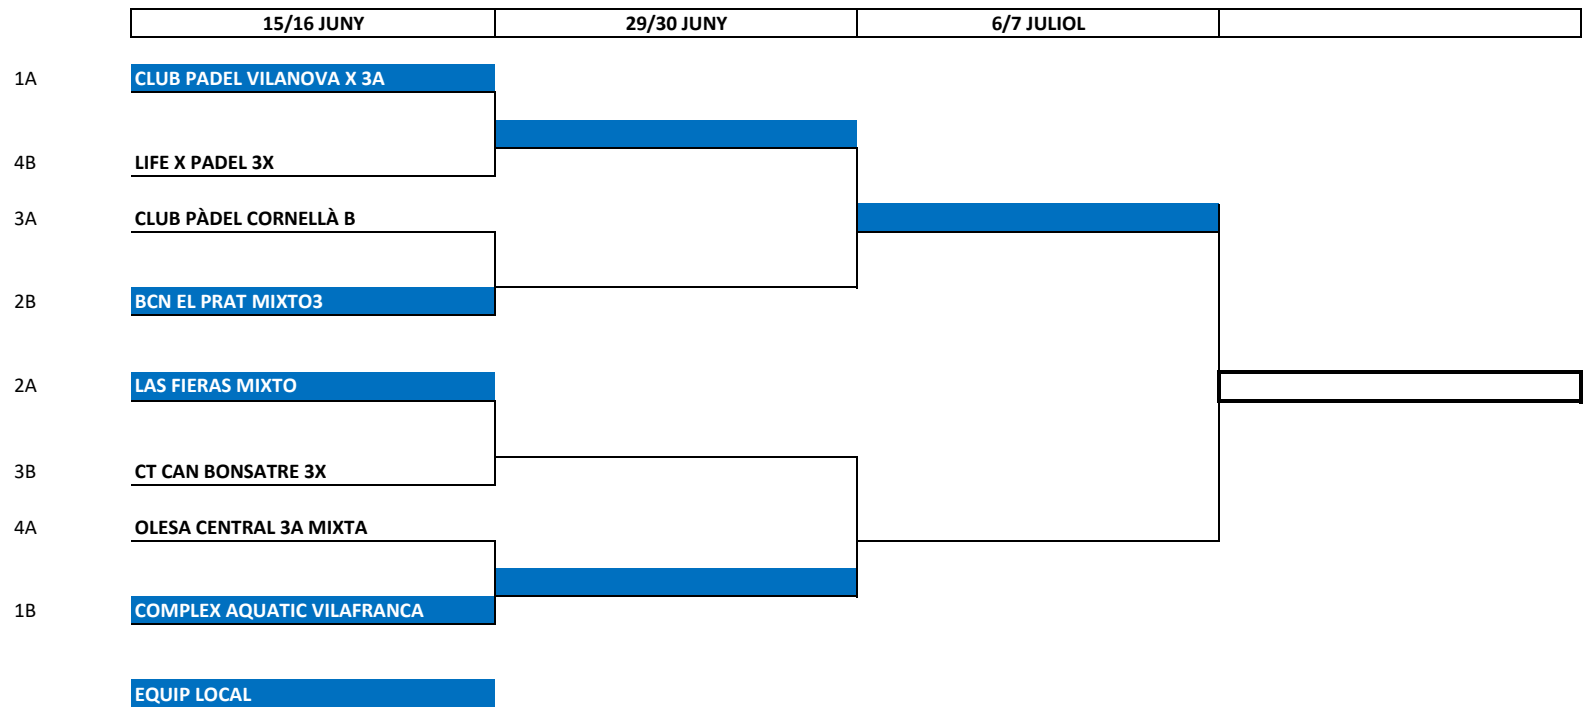 15/16 JUNY 29/30 JUNY 6/7 JULIOL
1A CLUB PADEL VILANOVA X 3A
4B LIFE X PADEL 3X
3A CLUB PÀDEL CORNELLÀ B
2B BCN EL PRAT MIXTO3
2A LAS FIERAS MIXTO
3B CT CAN BONSATRE 3X
4A OLESA CENTRAL 3A MIXTA
1B COMPLEX AQUATIC VILAFRANCA
EQUIP LOCAL